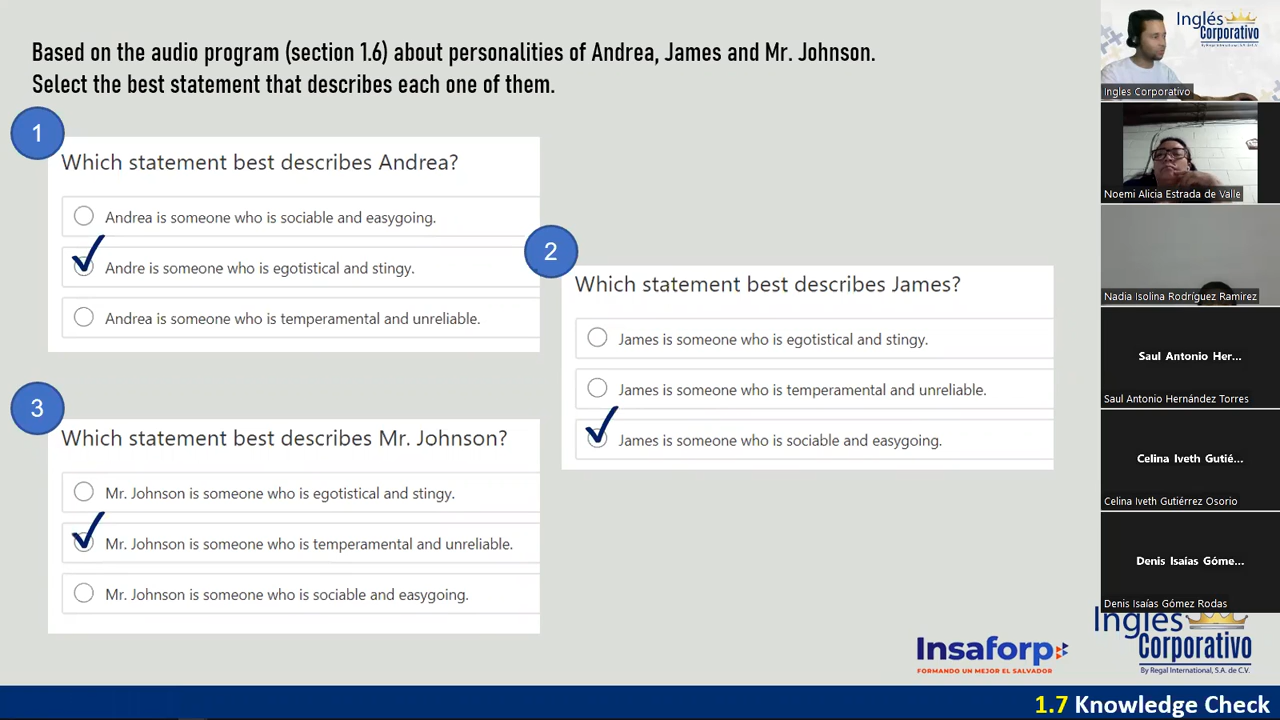 Based on the audio program (section 1.6) about personalities of Andrea, James and Mr. Johnson.
Select the best statement that describes each one of them.
1
Which statement best describes Andrea?
Andrea is someone who is sociable and easygoing.
Andre is someone who is egotistical and stingy.
Andrea is someone who is temperamental and unreliable.
2
Which statement best describes James?
James is someone who is egotistical and stingy.
James is someone who is temperamental and unreliable.
James is someone who is sociable and easygoing.
3
Which statement best describes Mr. Johnson?
Mr. Johnson is someone who is egotistical and stingy.
Mr. Johnson is someone who is temperamental and unreliable.
Mr. Johnson is someone who is sociable and easygoing.
Insaforp
FORMANDO UN MEJOR EL SALVADOR
Inglés
Corporativo
By Regal International, S.A. de C.V.
1.7 Knowledge Check
Inglés
Corporativo
By Regal International, S.A. de C.V.
Ingles Corporativo
Noemi Alicia Estrada de Valle
Nadia Isolina Rodríguez Ramirez
Saul Antonio Her...
Saul Antonio Hernández Torres
Celina Iveth Gutié...
Celina Iveth Gutiérrez Osorio
Denis Isaías Góme...
Denis Isaías Gómez Rodas